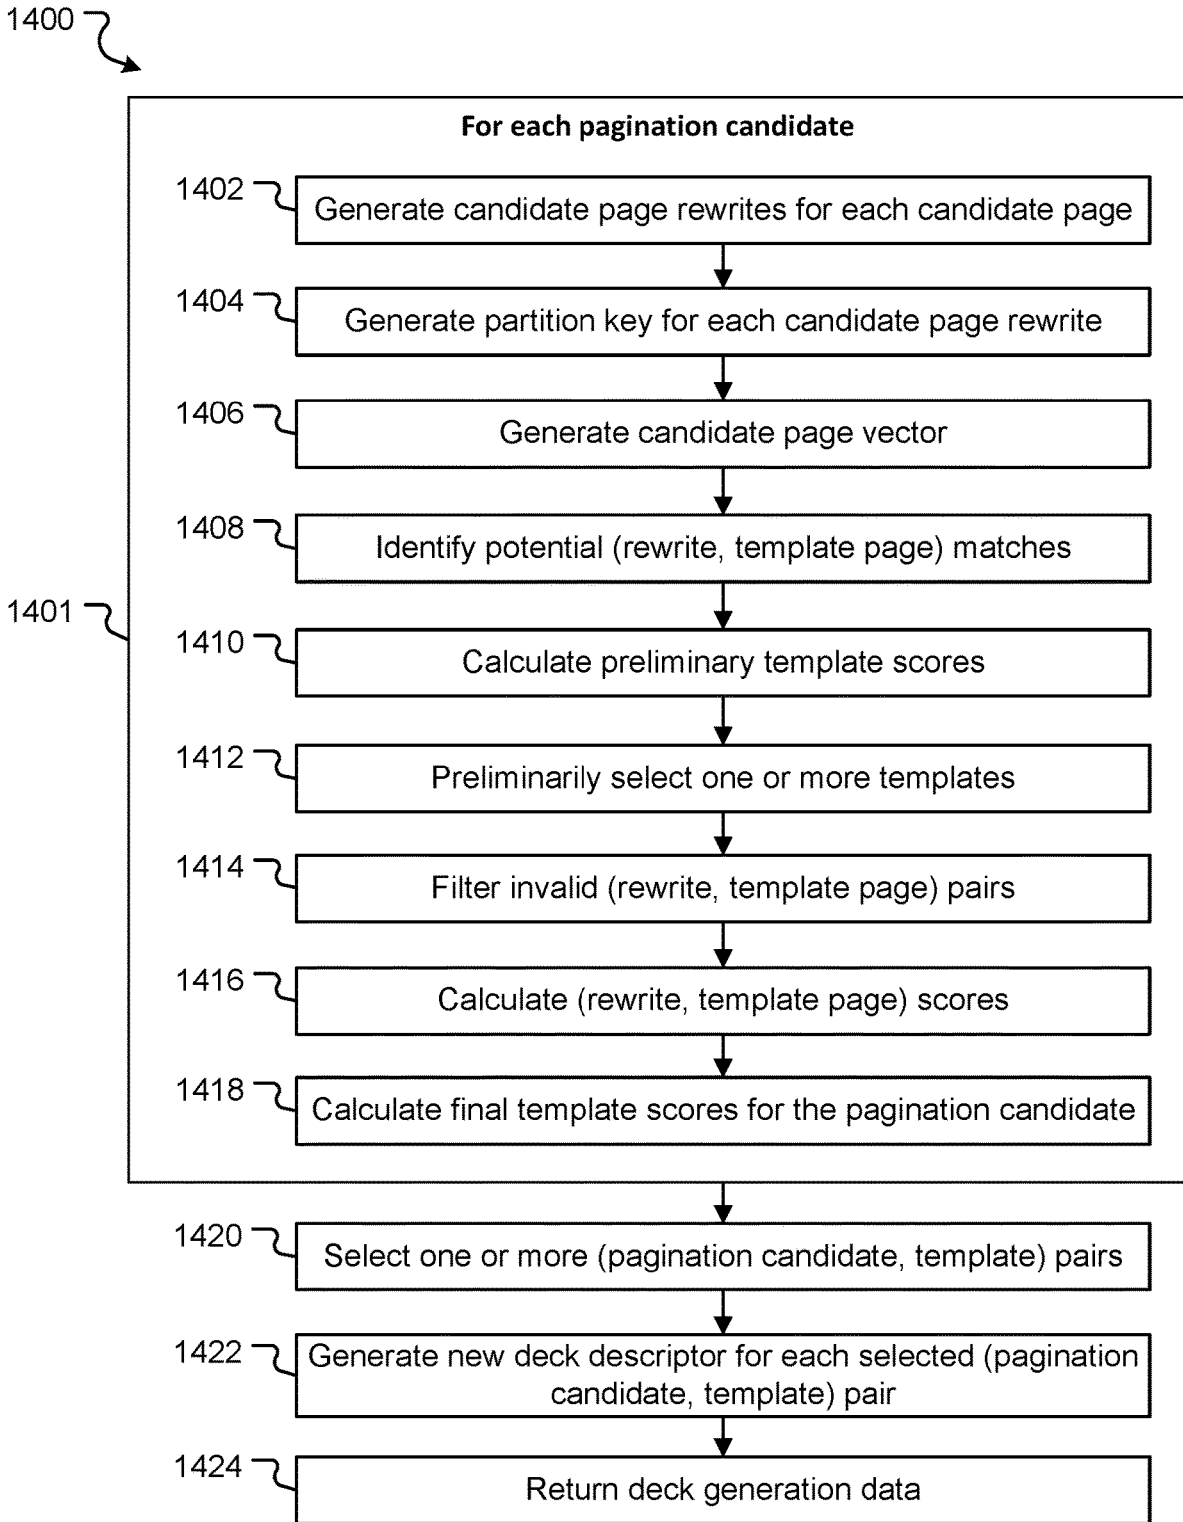 1400
For each pagination candidate
1402
Generate candidate page rewrites for each candidate page
1404
Generate partition key for each candidate page rewrite
1406
Generate candidate page vector
1408
Identify potential (rewrite, template page) matches
1401
1410
Calculate preliminary template scores
1412
Preliminarily select one or more templates
1414
Filter invalid (rewrite, template page) pairs
1416
Calculate (rewrite, template page) scores
1418
Calculate final template scores for the pagination candidate
1420
Select one or more (pagination candidate, template) pairs
1422
Generate new deck descriptor for each selected (pagination
candidate, template) pair
1424
Return deck generation data